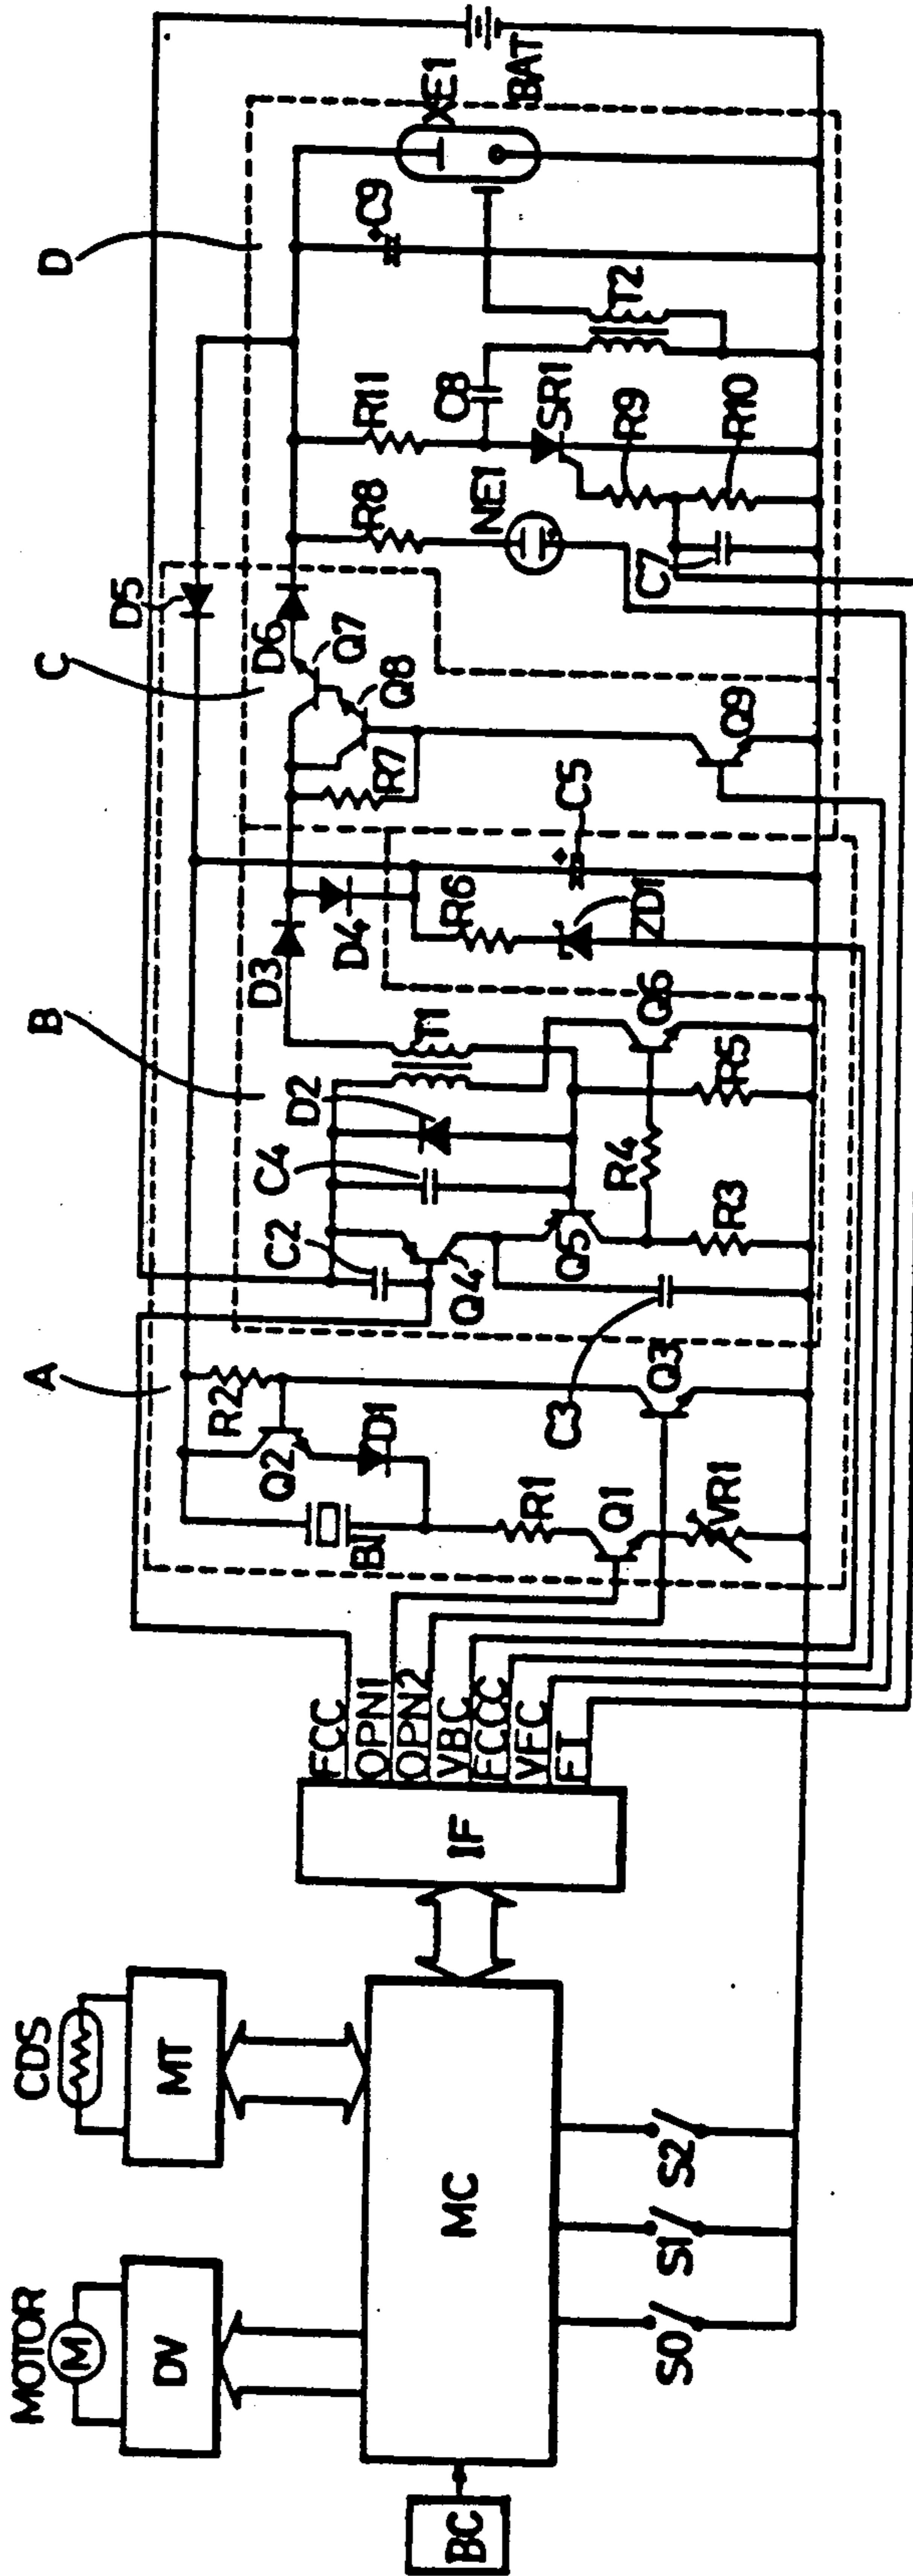 A
B
C
D
MOTOR
M
DV
CDS
MT
BC
MC
S0
S1
S2
IF
FCC
OPN1
OPN2
VBC
FCCC
VFC
FT
BI
Q2
R2
D1
R1
Q1
VR1
Q3
C2
Q4
C3
C4
D2
Q5
R4
R3
T1
Q6
R5
D3
D4
R6
ZD1
C5
D5
R7
D6
Q7
Q8
Q9
R8
NE1
C7
R11
C8
SR1
R9
R10
T2
C9
XE1
BAT